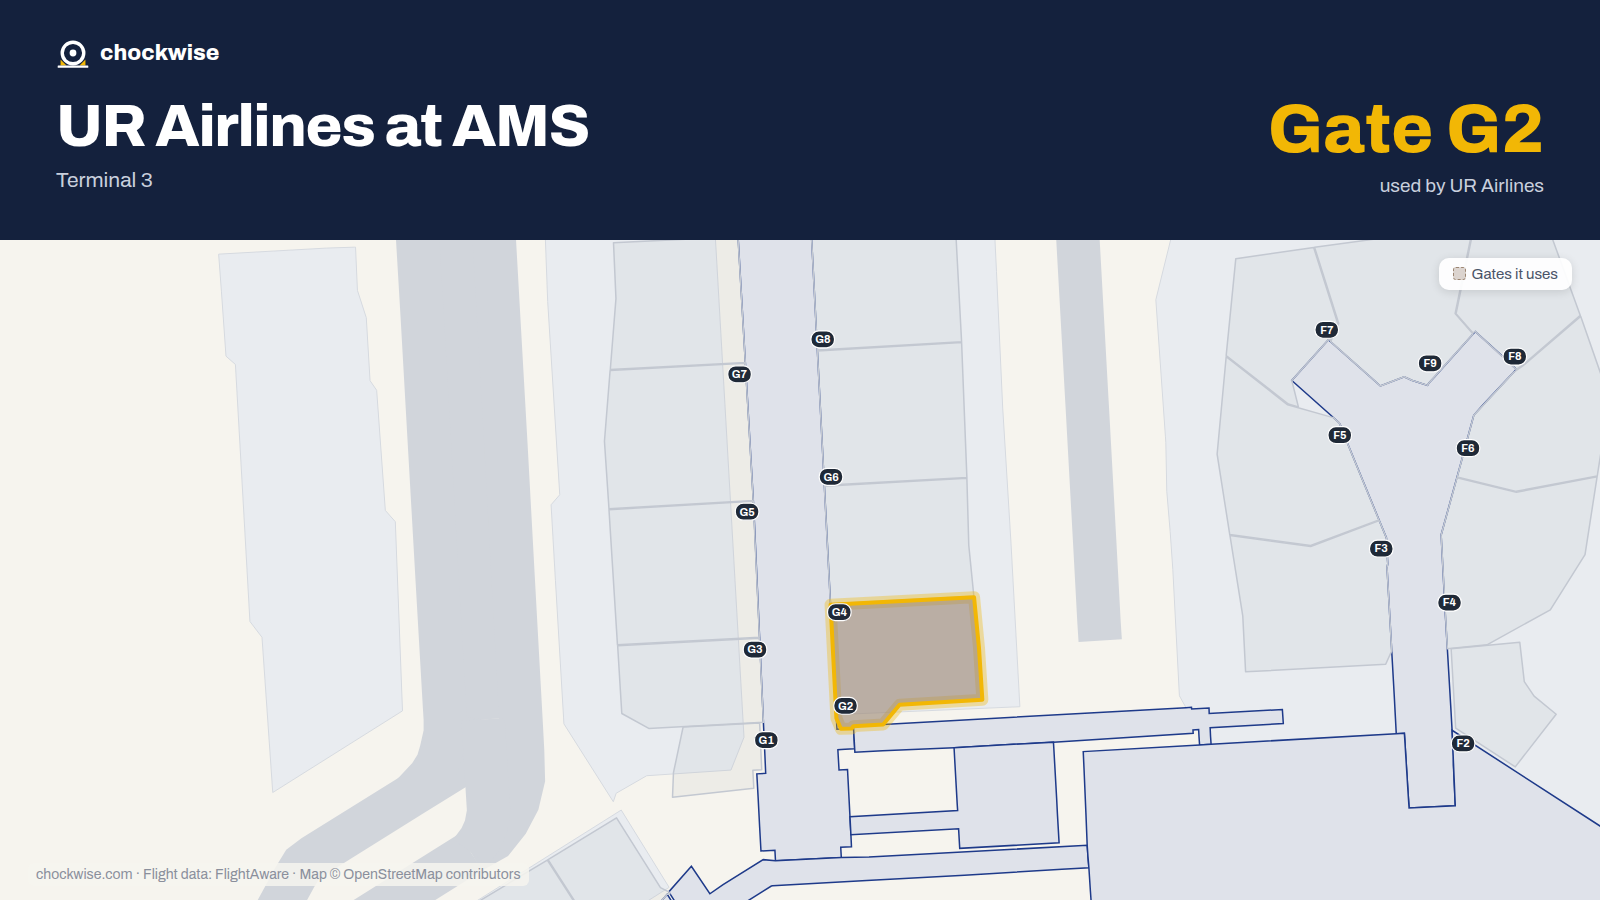 chockwise
UR Airlines at AMS
Terminal 3
Gate G2
used by UR Airlines
Gates it uses
F7
G8
F8
F9
G7
F5
F6
G6
G5
F3
F4
G4
G3
G2
G1
F2
chockwise.com · Flight data: FlightAware · Map © OpenStreetMap contributors